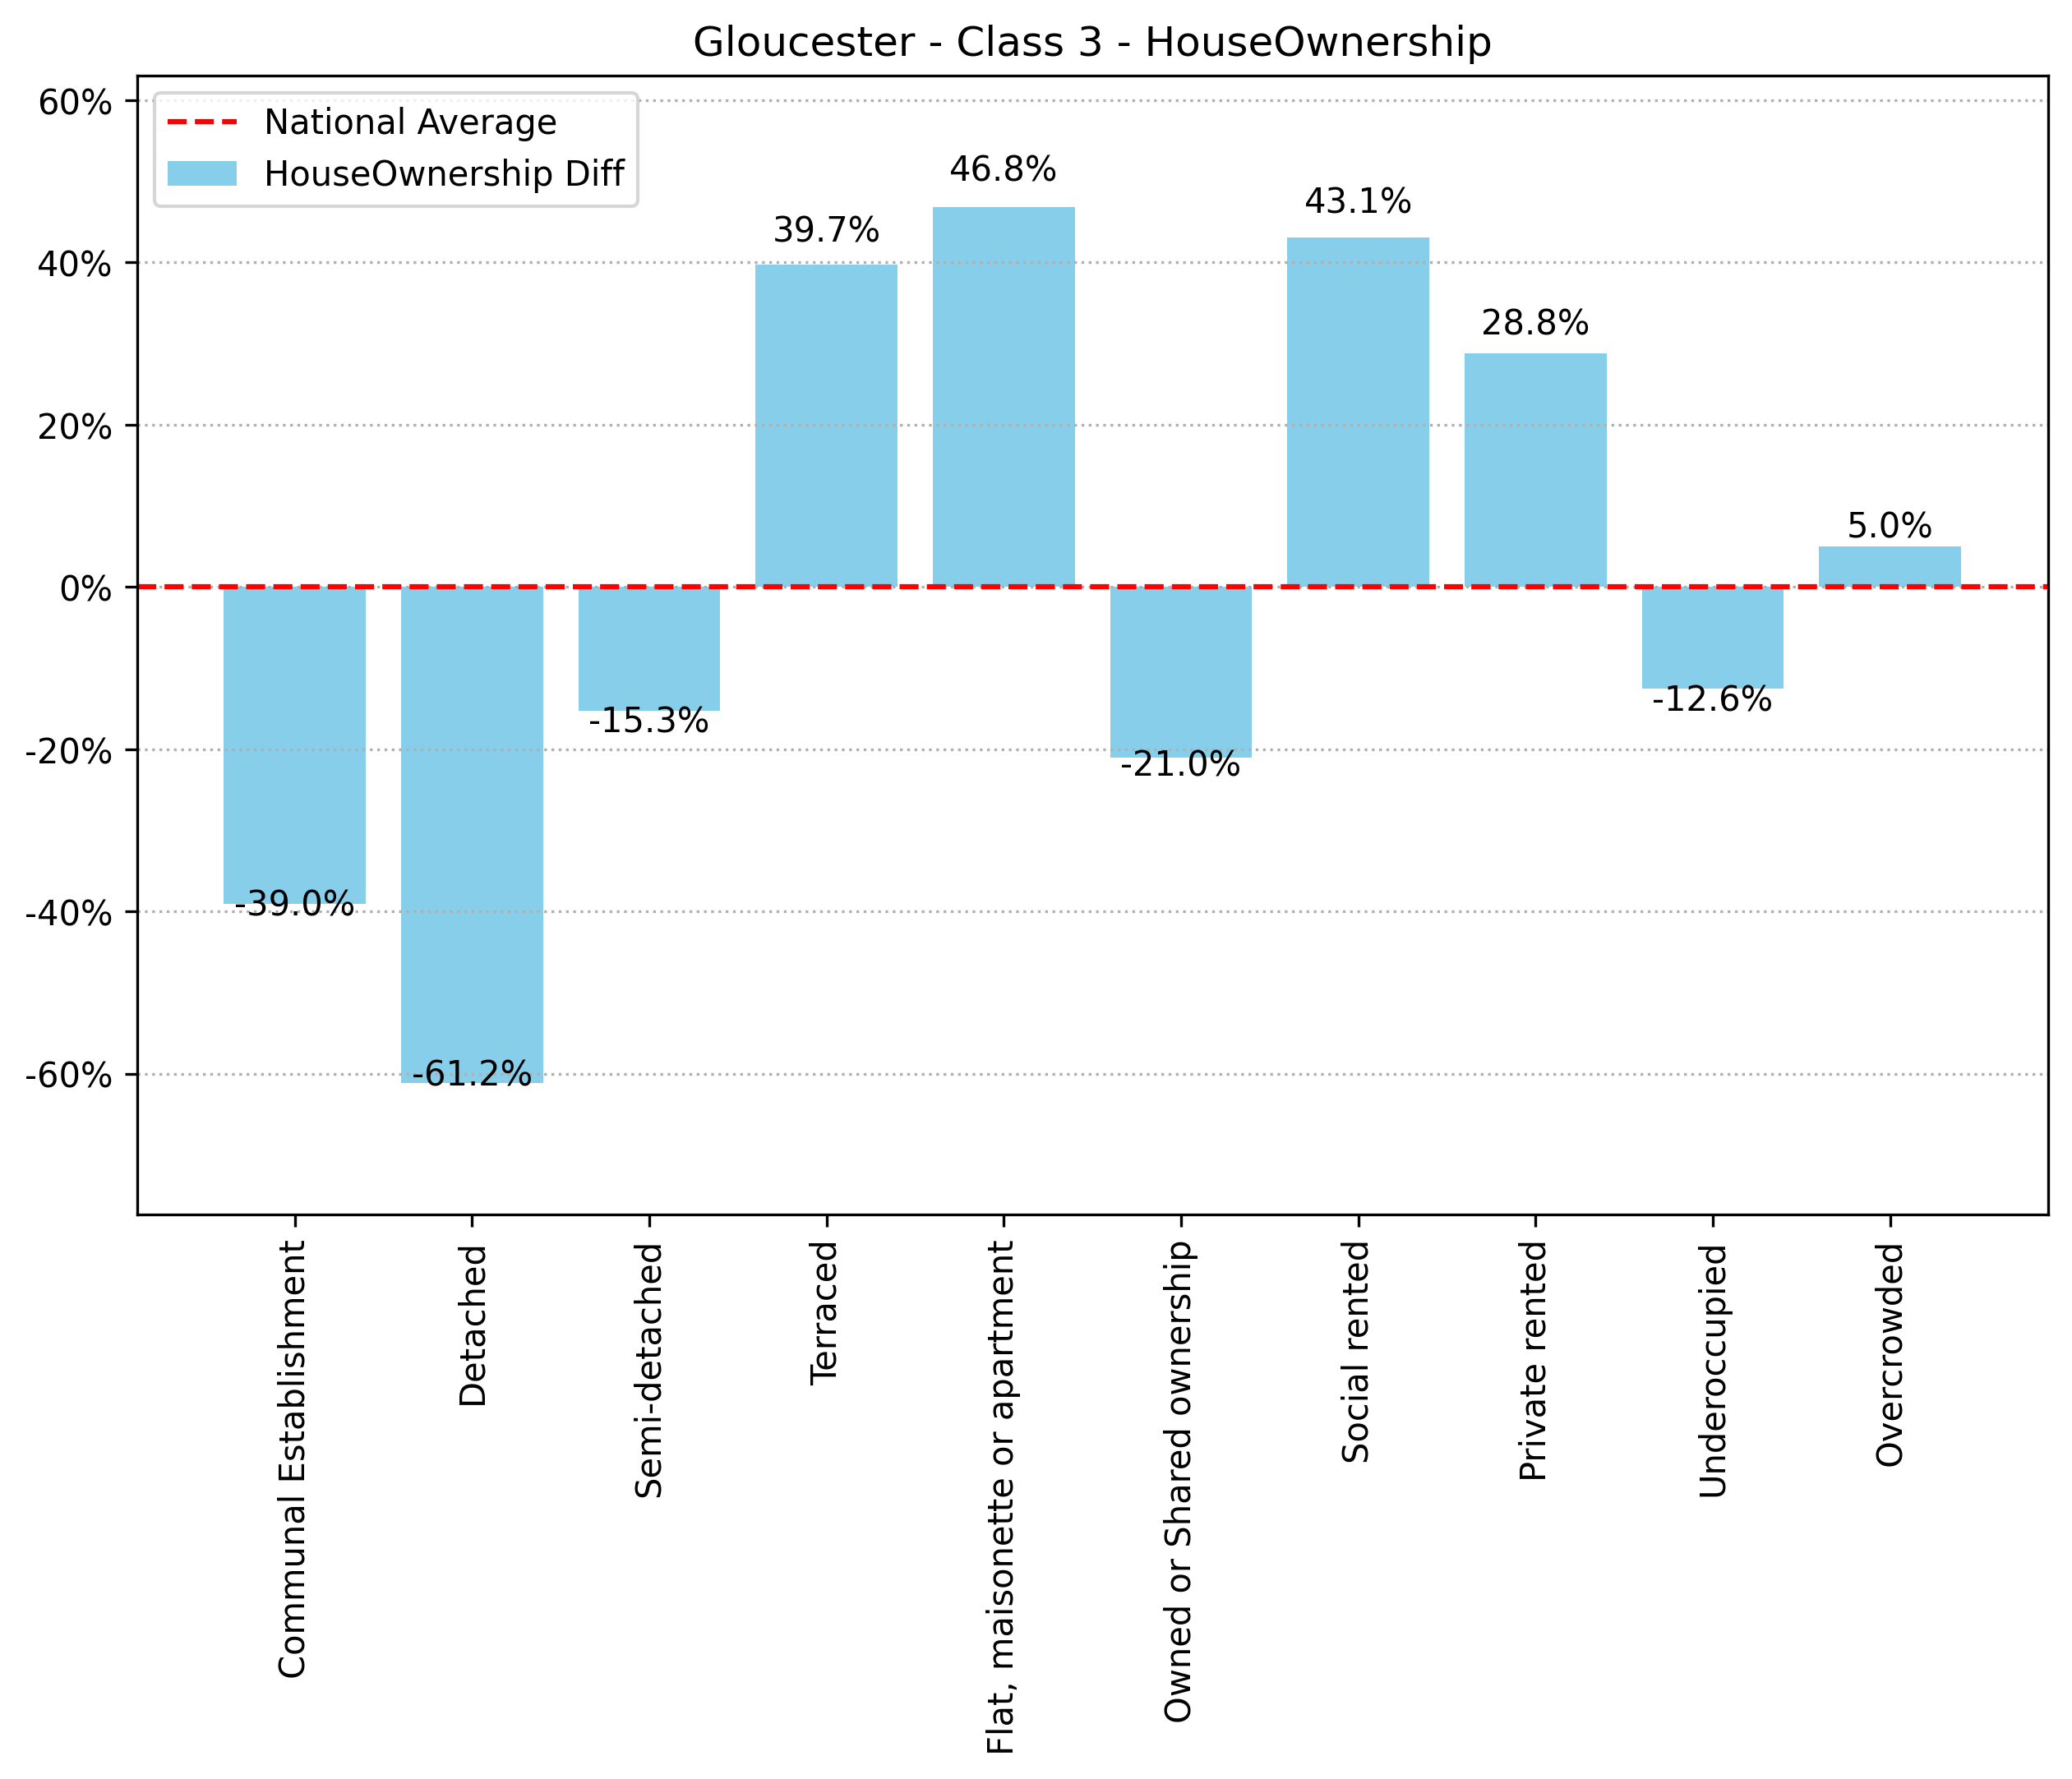 Gloucester - Class 3 - HouseOwnership
National Average
HouseOwnership Diff
60%
40%
20%
0%
-20%
-40%
-60%
-39.0%
-61.2%
-15.3%
39.7%
46.8%
-21.0%
43.1%
28.8%
-12.6%
5.0%
Communal Establishment
Detached
Semi-detached
Terraced
Flat, maisonette or apartment
Owned or Shared ownership
Social rented
Private rented
Underoccupied
Overcrowded